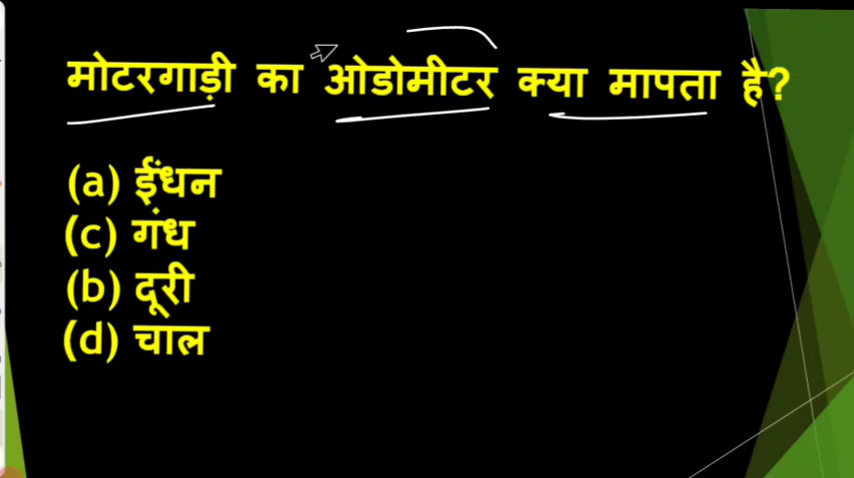 मोटरगाड़ी का ओडोमीटर क्या मापता है?
(a) ईंधन
(c) गंध
(b) दूरी
(d) चाल